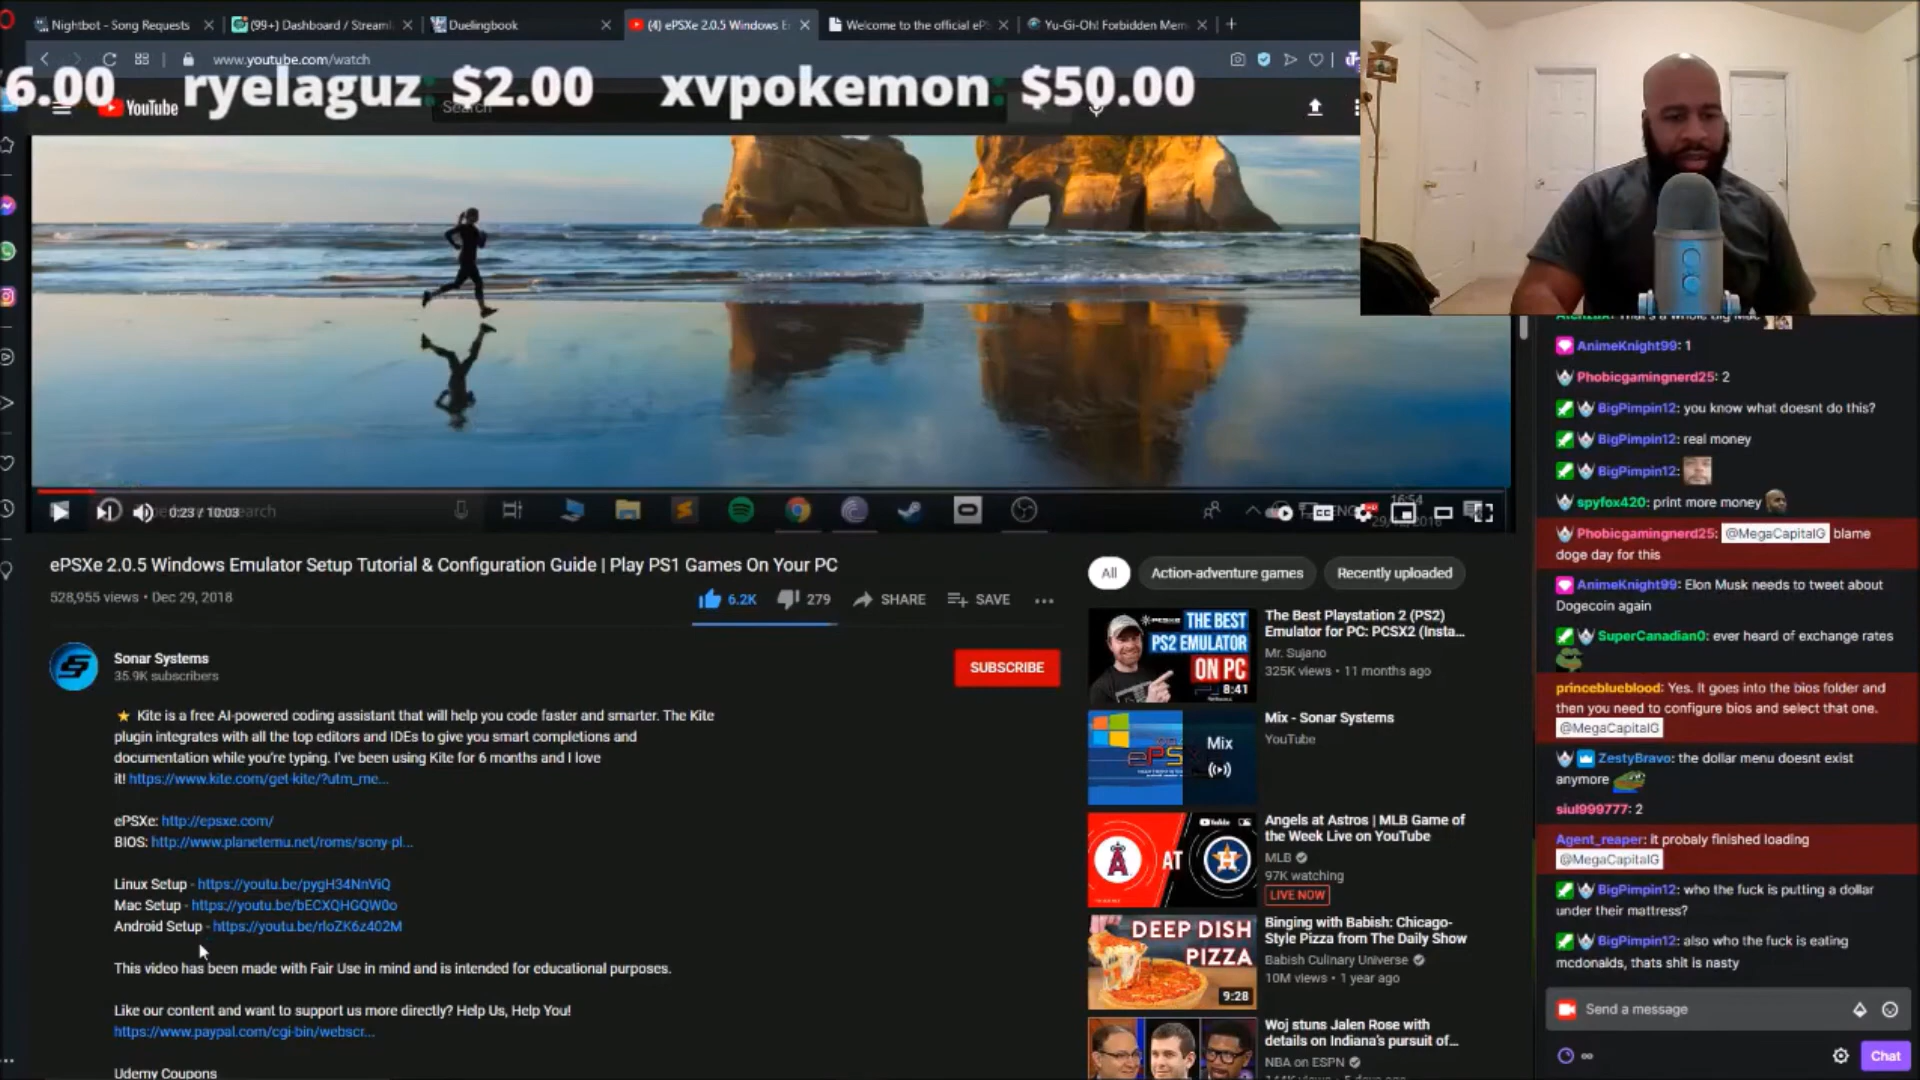 Nightbot - Song Requests
(99+) Dashboard / Streaml
Duelingbook
(4) ePSXe 2.0.5 Windows E
Welcome to the official eP
Yu-Gi-Oh! Forbidden Mem
www.youtube.com/watch
6.00 ryelaguz: $2.00 xvpokemon: $50.00
YouTube
Search
0:23 / 10:03
16:54
ePSXe 2.0.5 Windows Emulator Setup Tutorial & Configuration Guide | Play PS1 Games On Your PC
528,955 views • Dec 29, 2018
6.2K
279
SHARE
SAVE
Sonar Systems
35.9K subscribers
SUBSCRIBE
★ Kite is a free AI-powered coding assistant that will help you code faster and smarter. The Kite
plugin integrates with all the top editors and IDEs to give you smart completions and
documentation while you're typing. I've been using Kite for 6 months and I love
it! https://www.kite.com/get-kite/?utm_me...
ePSXe: http://epsxe.com/
BIOS: http://www.planetemu.net/roms/sony-pl...
Linux Setup - https://youtu.be/pygH34NnViQ
Mac Setup - https://youtu.be/bECXQHGQW0o
Android Setup - https://youtu.be/rloZK6z402M
This video has been made with Fair Use in mind and is intended for educational purposes.
Like our content and want to support us more directly? Help Us, Help You!
https://www.paypal.com/cgi-bin/webscr...
Udemy Coupons
All
Action-adventure games
Recently uploaded
THE BEST
PS2 EMULATOR
ON PC
8:41
The Best Playstation 2 (PS2)
Emulator for PC: PCSX2 (Insta...
Mr. Sujano
325K views • 11 months ago
Mix
Mix - Sonar Systems
YouTube
AT
Angels at Astros | MLB Game of
the Week Live on YouTube
MLB
97K watching
LIVE NOW
DEEP DISH
PIZZA
9:28
Binging with Babish: Chicago-
Style Pizza from The Daily Show
Babish Culinary Universe
10M views • 1 year ago
Woj stuns Jalen Rose with
details on Indiana's pursuit of...
NBA on ESPN
AnimeKnight99: 1
Phobicgamingnerd25: 2
BigPimpin12: you know what doesnt do this?
BigPimpin12: real money
BigPimpin12:
spyfox420: print more money
Phobicgamingnerd25: @MegaCapitalG blame
doge day for this
AnimeKnight99: Elon Musk needs to tweet about
Dogecoin again
SuperCanadian0: ever heard of exchange rates
princeblueblood: Yes. It goes into the bios folder and
then you need to configure bios and select that one.
@MegaCapitalG
ZestyBravo: the dollar menu doesnt exist
anymore
siul999777: 2
Agent_reaper: it probaly finished loading
@MegaCapitalG
BigPimpin12: who the fuck is putting a dollar
under their mattress?
BigPimpin12: also who the fuck is eating
mcdonalds, thats shit is nasty
Send a message
Chat